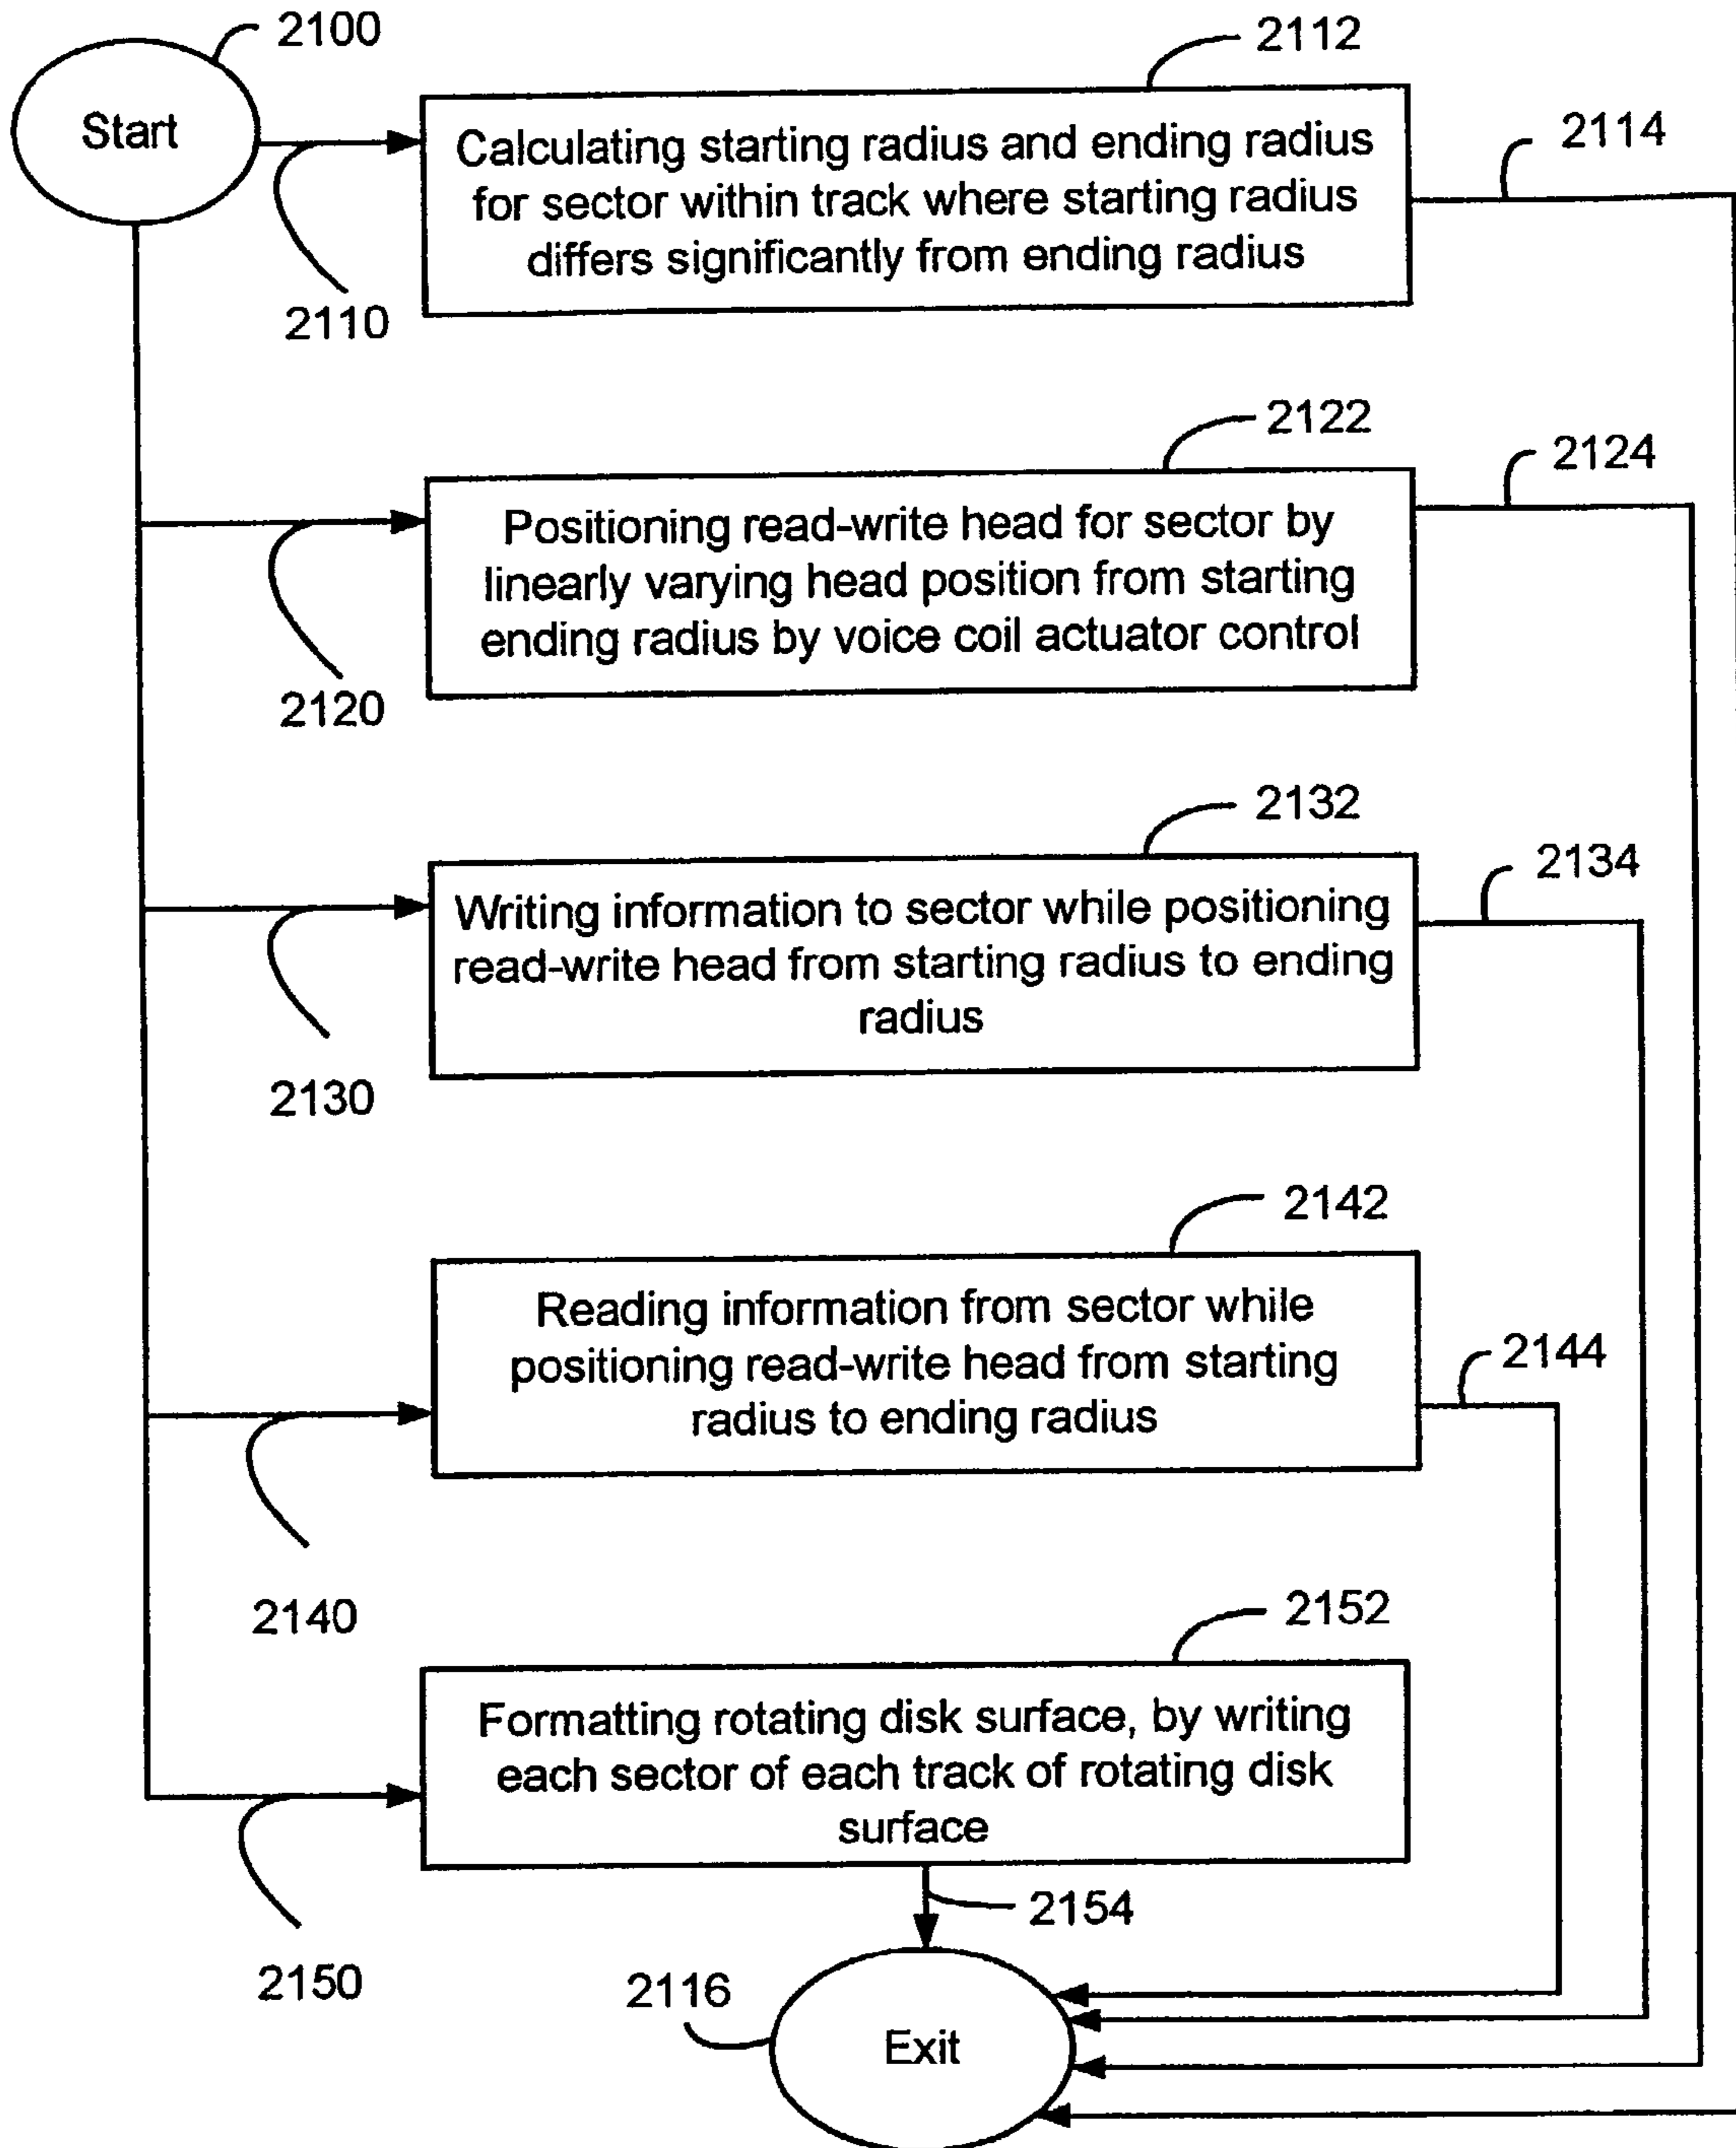 2100
Start
2112
Calculating starting radius and ending radius
for sector within track where starting radius
differs significantly from ending radius
2114
2110
2122
2124
Positioning read-write head for sector by
linearly varying head position from starting
ending radius by voice coil actuator control
2120
2132
2134
Writing information to sector while positioning
read-write head from starting radius to ending
radius
2130
2142
Reading information from sector while
positioning read-write head from starting
radius to ending radius
2144
2140
2152
Formatting rotating disk surface, by writing
each sector of each track of rotating disk
surface
2154
2150
2116
Exit